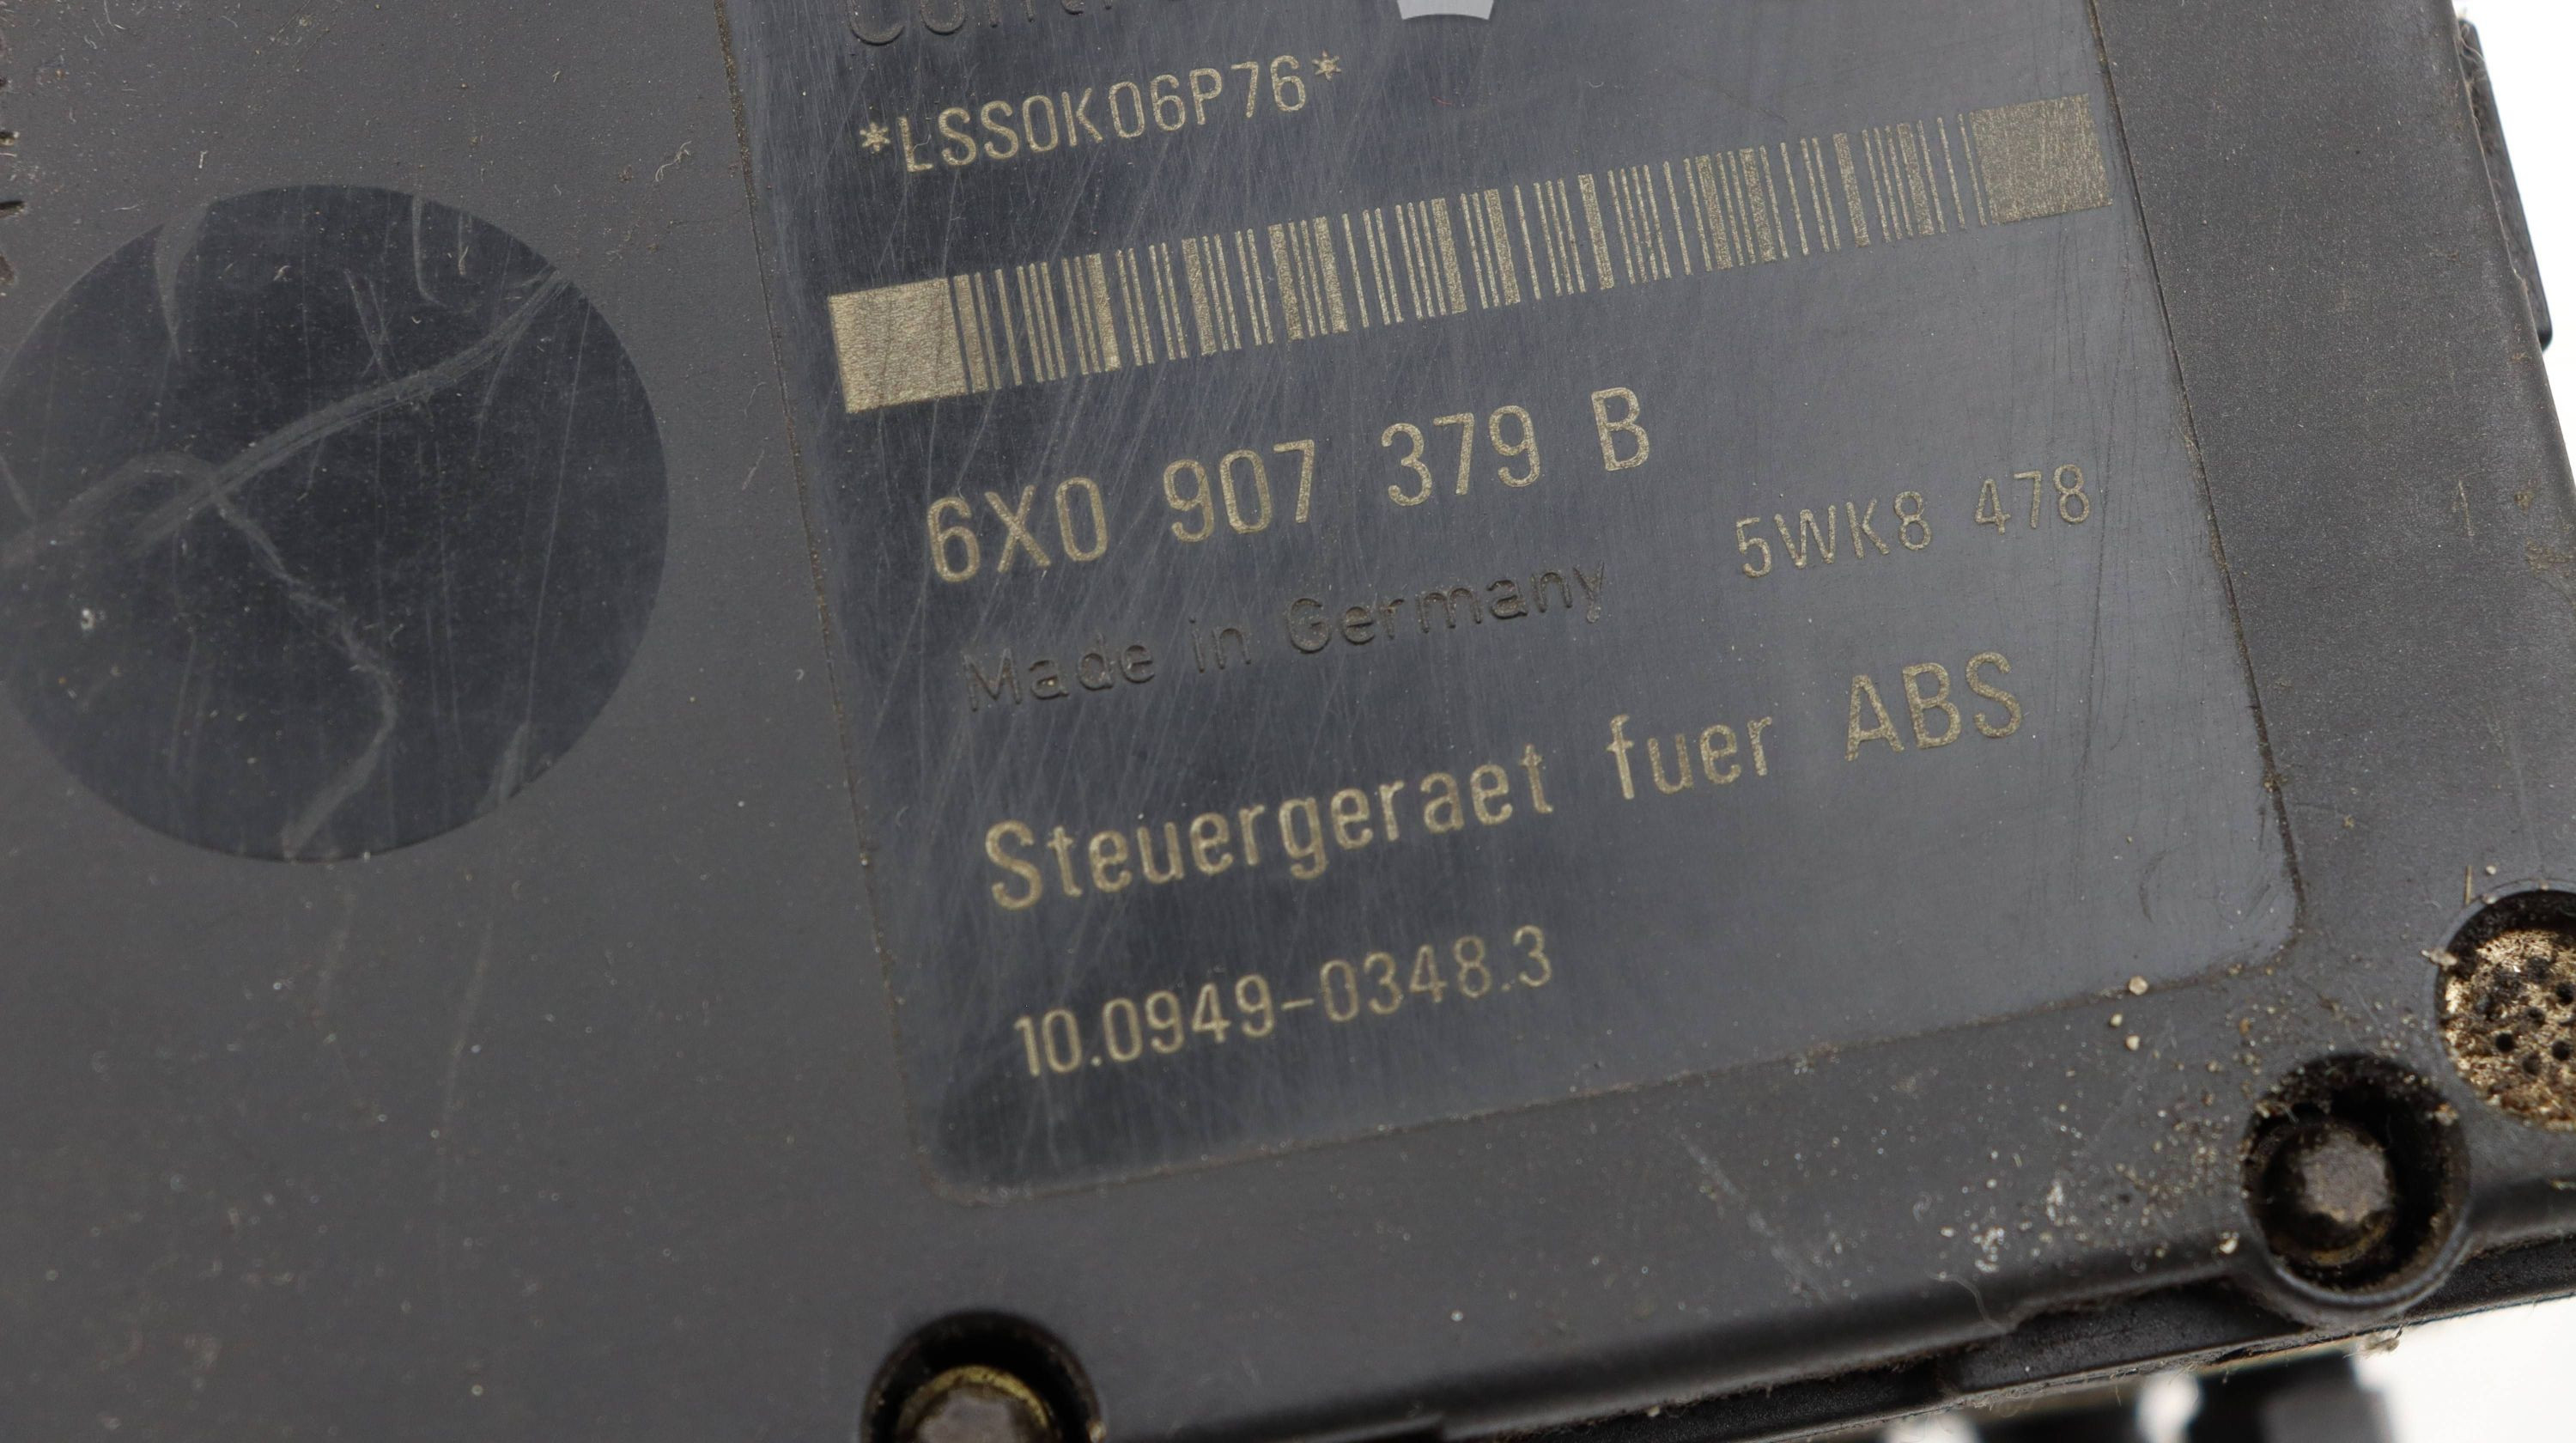 *LSS0K06P76*
6X0 907 379 B
5WK8 478
Made in Germany
Steuergeraet fuer ABS
10.0949-0348.3